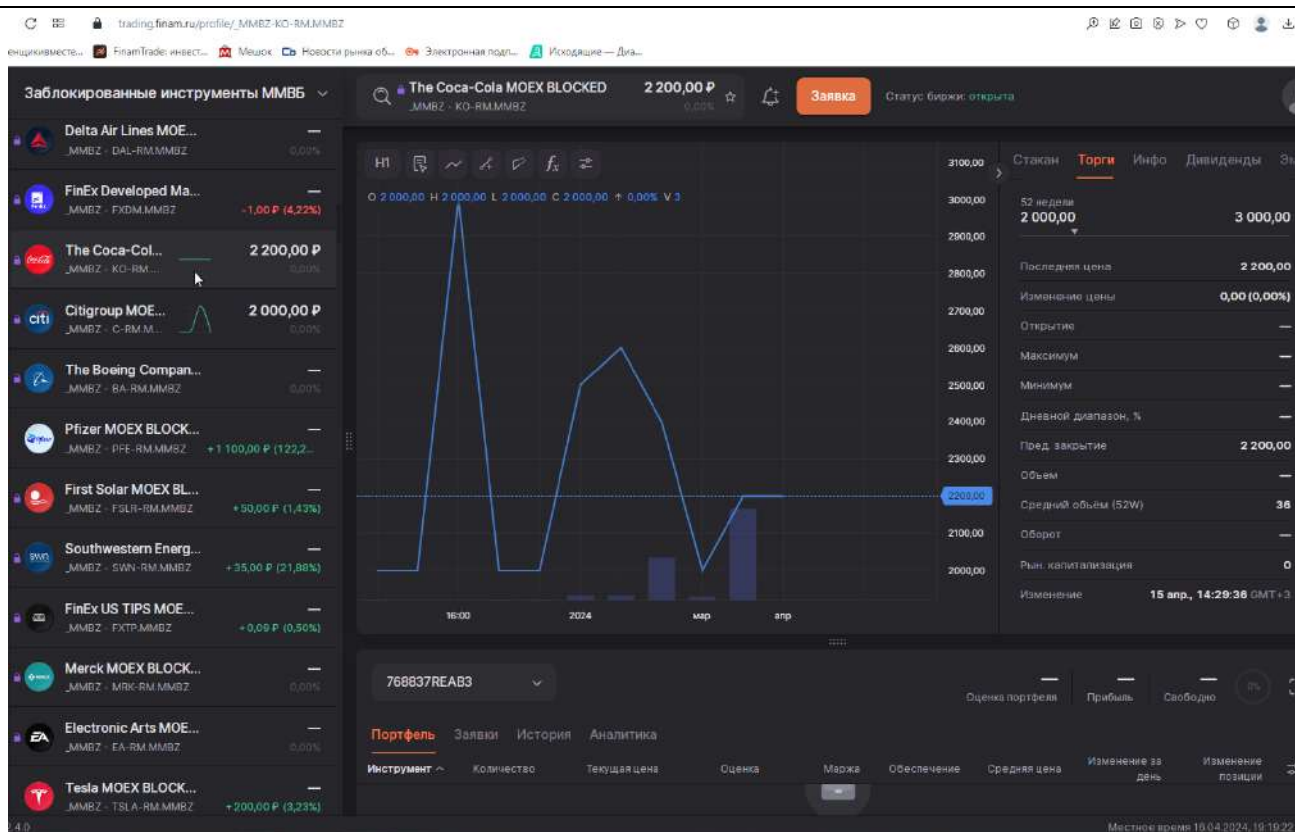 trading.finam.ru/profile/_MMBZ-KO-RM.MMBZ
енщикивместе... FinamTrade: инвест... Мешок Новости рынка об... Электронная подп... Исходящие — Диа...
Заблокированные инструменты ММВБ
The Coca-Cola MOEX BLOCKED 2 200,00 ₽
_MMBZ - KO-RM.MMBZ 0,00%
Заявка
Статус биржи: открыта
Delta Air Lines MOE... —
_MMBZ - DAL-RM.MMBZ 0,00%
FinEx Developed Ma... —
_MMBZ - FXDM.MMBZ -1,00 ₽ (4,22%)
The Coca-Col... 2 200,00 ₽
_MMBZ - KO-RM.... 0,00%
Citigroup MOE... 2 000,00 ₽
_MMBZ - C-RM.M... 0,00%
The Boeing Compan... —
_MMBZ - BA-RM.MMBZ 0,00%
Pfizer MOEX BLOCK... —
_MMBZ - PFE-RM.MMBZ +1 100,00 ₽ (122,2...
First Solar MOEX BL... —
_MMBZ - FSLR-RM.MMBZ +50,00 ₽ (1,43%)
Southwestern Energ... —
_MMBZ - SWN-RM.MMBZ +35,00 ₽ (21,88%)
FinEx US TIPS MOE... —
_MMBZ - FXTP.MMBZ +0,09 ₽ (0,50%)
Merck MOEX BLOCK... —
_MMBZ - MRK-RM.MMBZ 0,00%
Electronic Arts MOE... —
_MMBZ - EA-RM.MMBZ 0,00%
Tesla MOEX BLOCK... —
_MMBZ - TSLA-RM.MMBZ +200,00 ₽ (3,23%)
2.4.0
H1
O 2 000,00 H 2 000,00 L 2 000,00 C 2 000,00 ↑ 0,00% V 3
3100,00
3000,00
2900,00
2800,00
2700,00
2600,00
2500,00
2400,00
2300,00
2200,00
2100,00
2000,00
16:00 2024 мар апр
Стакан Торги Инфо Дивиденды
52 недели
2 000,00 3 000,00
Последняя цена 2 200,00
Изменение цены 0,00 (0,00%)
Открытие —
Максимум —
Минимум —
Дневной диапазон, % —
Пред. закрытие 2 200,00
Объём —
Средний объём (52W) 36
Оборот —
Рын. капитализация 0
Изменение 15 апр., 14:29:36 GMT+3
768837REAB3
— — — 0%
Оценка портфеля Прибыль Свободно
Портфель Заявки История Аналитика
Инструмент Количество Текущая цена Оценка Маржа Обеспечение Средняя цена Изменение за день Изменение позиции
Местное время 16.04.2024, 19:19:22